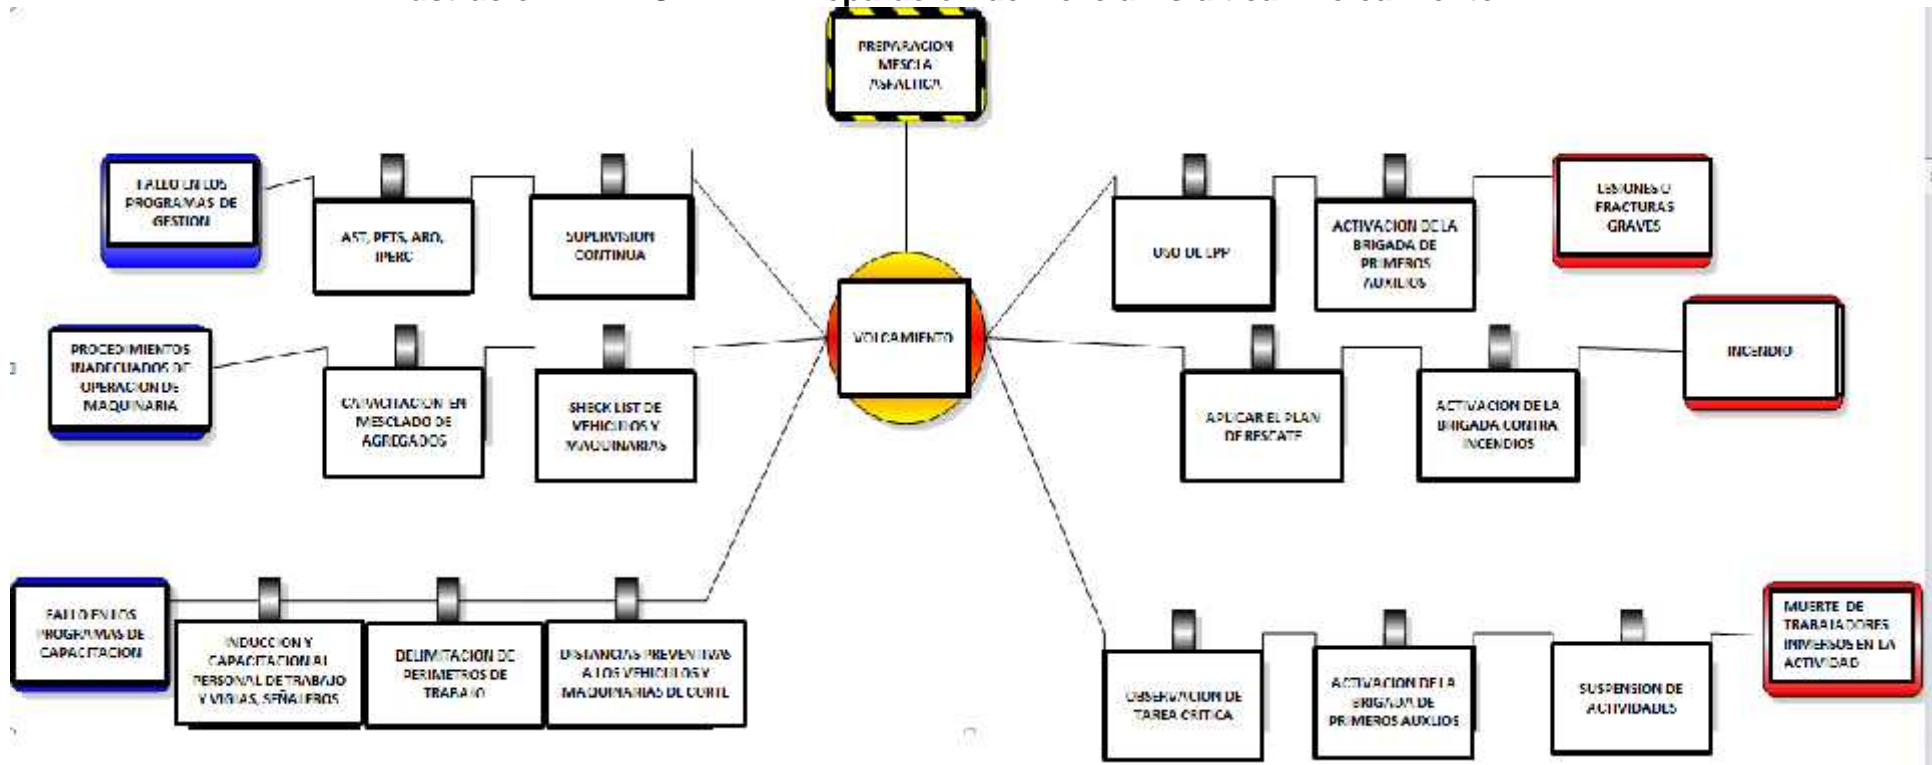 PREPARACION
MESCLA
ASFALTICA
FALLO EN LOS
PROGRAMAS DE
GESTION
AST, PETS, ARO,
IPERC
SUPERVISION
CONTINUA
USO DE EPP
ACTIVACION DE LA
BRIGADA DE
PRIMEROS
AUXILIOS
LESIONES O
FRACTURAS
GRAVES
VOLCAMIENTO
PROCEDIMIENTOS
INADECUADOS DE
OPERACION DE
MAQUINARIA
CAPACITACION EN
MESCLADO DE
AGREGADOS
SHECK LIST DE
VEHICULOS Y
MAQUINARIAS
APLICAR EL PLAN
DE RESCATE
ACTIVACION DE LA
BRIGADA CONTRA
INCENDIOS
INCENDIO
FALLO EN LOS
PROGRAMAS DE
CAPACITACION
INDUCCION Y
CAPACITACION AL
PERSONAL DE TRABAJO
Y VIGIAS, SEÑALEROS
DELIMITACION DE
PERIMETROS DE
TRABAJO
DISTANCIAS PREVENTIVAS
A LOS VEHICULOS Y
MAQUINARIAS DE CORTE
OBSERVACION DE
TAREA CRITICA
ACTIVACION DE LA
BRIGADA DE
PRIMEROS AUXLIOS
SUSPENSION DE
ACTIVIDADES
MUERTE DE
TRABAJADORES
INMERSOS EN LA
ACTIVIDAD